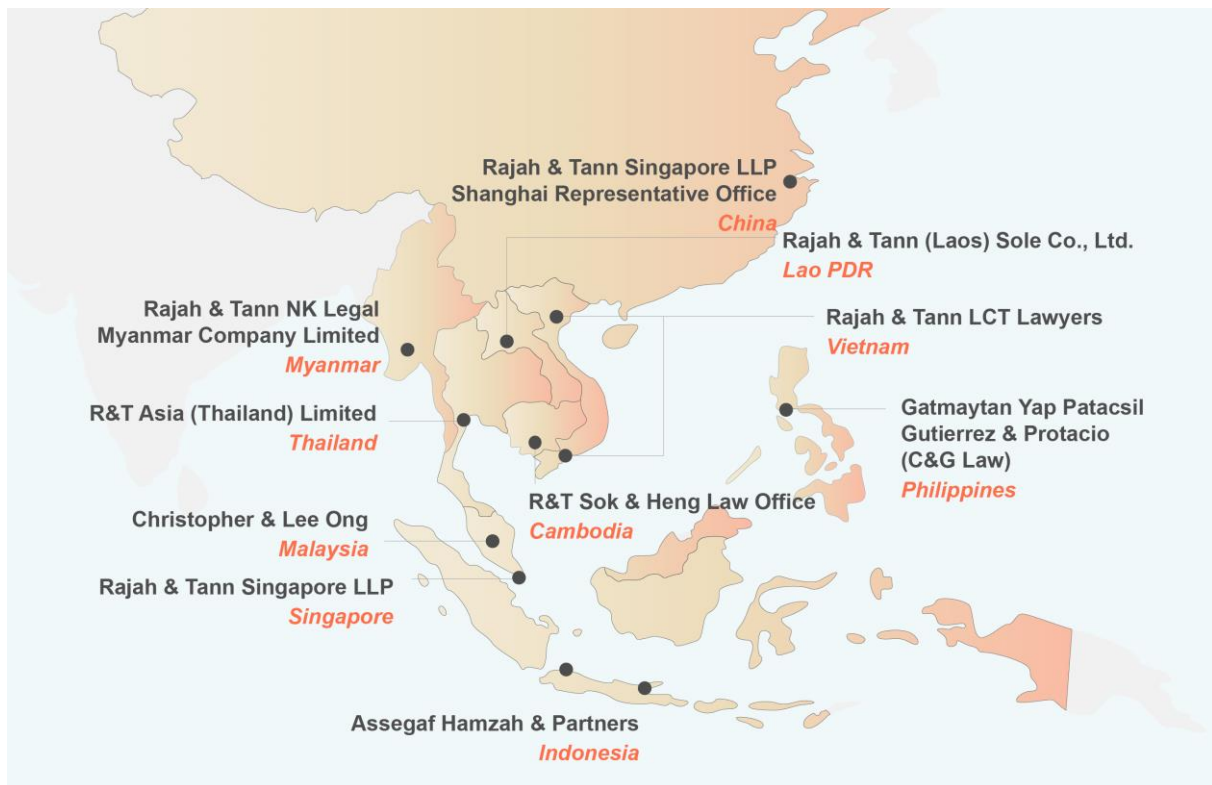 Rajah & Tann Singapore LLP
Shanghai Representative Office
China
Rajah & Tann (Laos) Sole Co., Ltd.
Lao PDR
Rajah & Tann NK Legal
Myanmar Company Limited
Myanmar
Rajah & Tann LCT Lawyers
Vietnam
R&T Asia (Thailand) Limited
Thailand
Gatmaytan Yap Patacsil
Gutierrez & Protacio
(C&G Law)
Philippines
R&T Sok & Heng Law Office
Cambodia
Christopher & Lee Ong
Malaysia
Rajah & Tann Singapore LLP
Singapore
Assegaf Hamzah & Partners
Indonesia